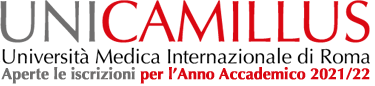 UNICAMILLUS
Università Medica Internazionale di Roma
Aperte le iscrizioni per l'Anno Accademico 2021/22